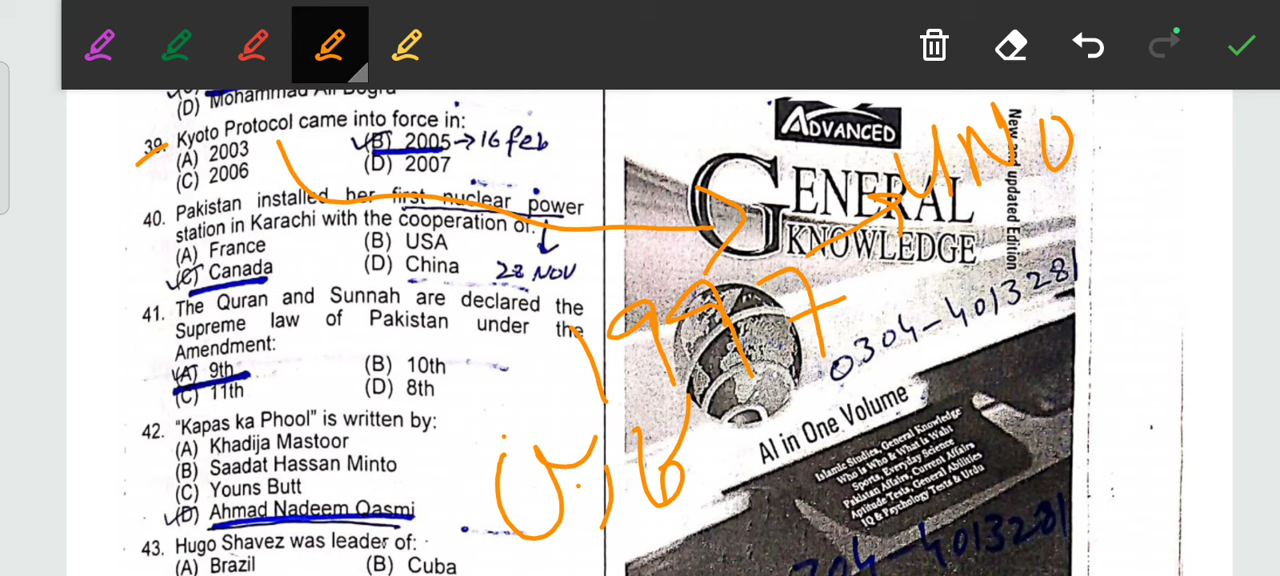 (D) Mohammad Ali Bogra
39. Kyoto Protocol came into force in:
(A) 2003 (B) 2005 → 16 feb
(C) 2006 (D) 2007
40. Pakistan installed her first nuclear power
station in Karachi with the cooperation of:
(A) France (B) USA
(C) Canada (D) China 28 NOV
41. The Quran and Sunnah are declared the
Supreme law of Pakistan under the
Amendment:
(A) 9th (B) 10th
(C) 11th (D) 8th
42. “Kapas ka Phool” is written by:
(A) Khadija Mastoor
(B) Saadat Hassan Minto
(C) Youns Butt
(D) Ahmad Nadeem Qasmi
43. Hugo Shavez was leader of:
(A) Brazil (B) Cuba
ADVANCED
GENERAL
KNOWLEDGE
New and updated Edition
UNO
1997
0304-4013281
Al in One Volume
Islamic Studies, General Knowledge
Who is Who & What is Waht
Sports, Everyday Science
Pakistan Affairs, Current Affairs
Aptitude Tests, General Abilities
IQ & Psychology Tests & Urdu
304-4013281